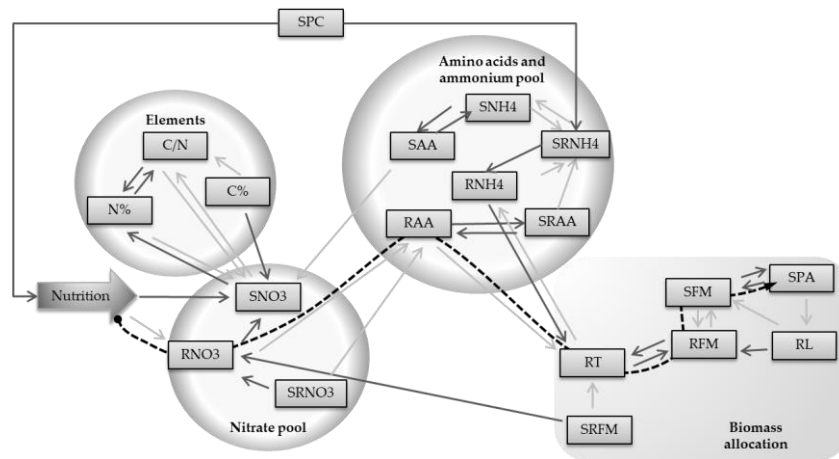 SPC
Amino acids and
ammonium pool
Elements
SNH4
C/N
SAA
SRNH4
C%
RNH4
N%
RAA
SRAA
Nutrition
SNO3
SFM
SPA
RNO3
RT
RFM
RL
SRNO3
Nitrate pool
SRFM
Biomass
allocation